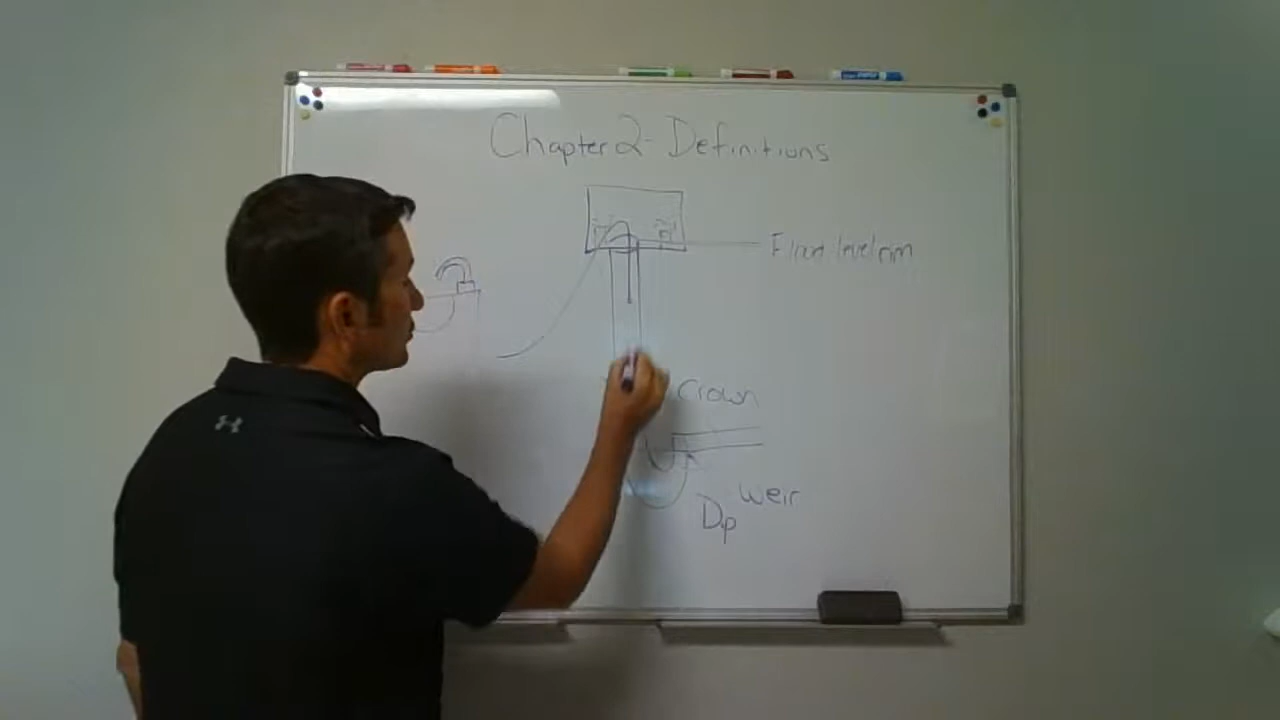 Chapter 2 - Definitions
Flood level rim
Crown
weir
Dip